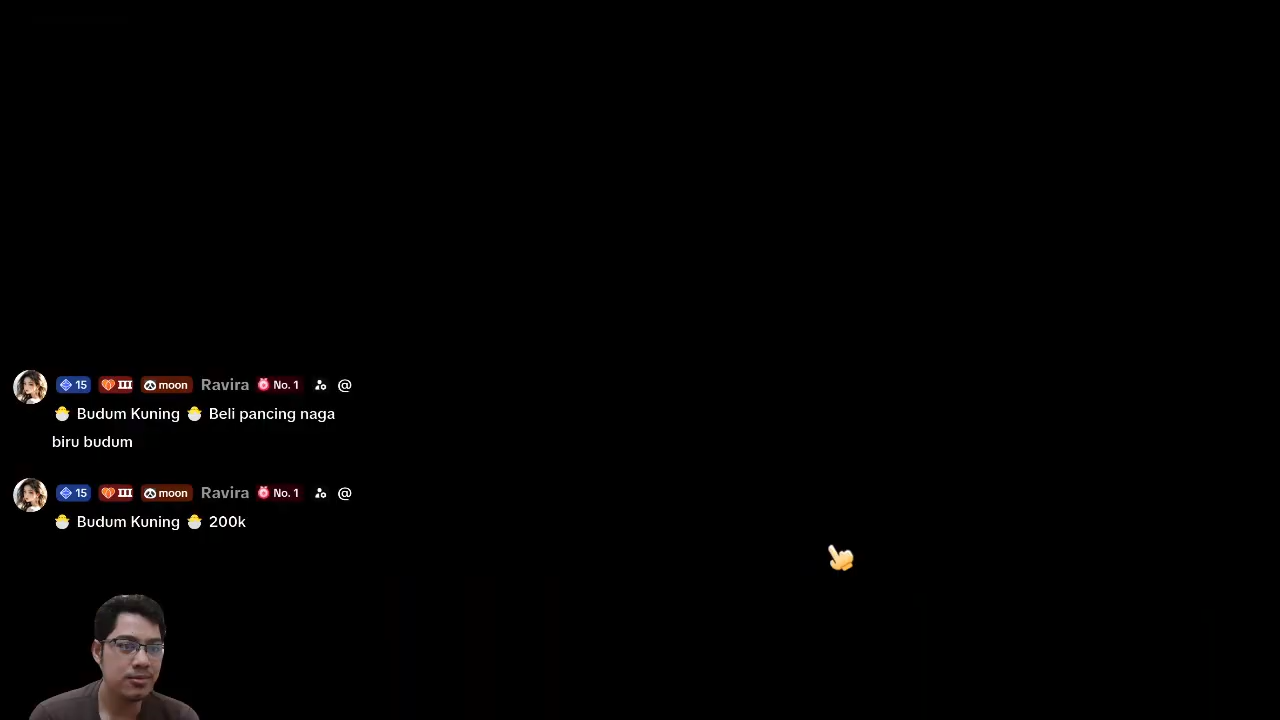 15 III moon Ravira No. 1 @
🐣 Budum Kuning 🐣 Beli pancing naga
biru budum
15 III moon Ravira No. 1 @
🐣 Budum Kuning 🐣 200k